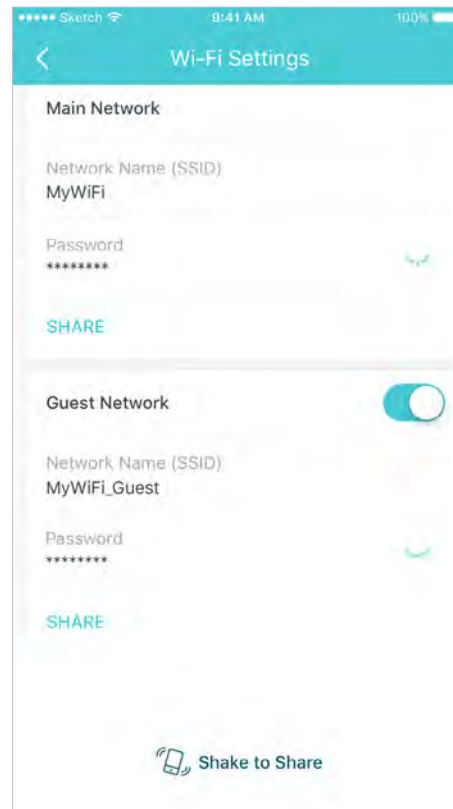 Sketch 9:41 AM 100%
Wi-Fi Settings
Main Network
Network Name (SSID)
MyWiFi
Password
********
SHARE
Guest Network
Network Name (SSID)
MyWiFi_Guest
Password
********
SHARE
Shake to Share